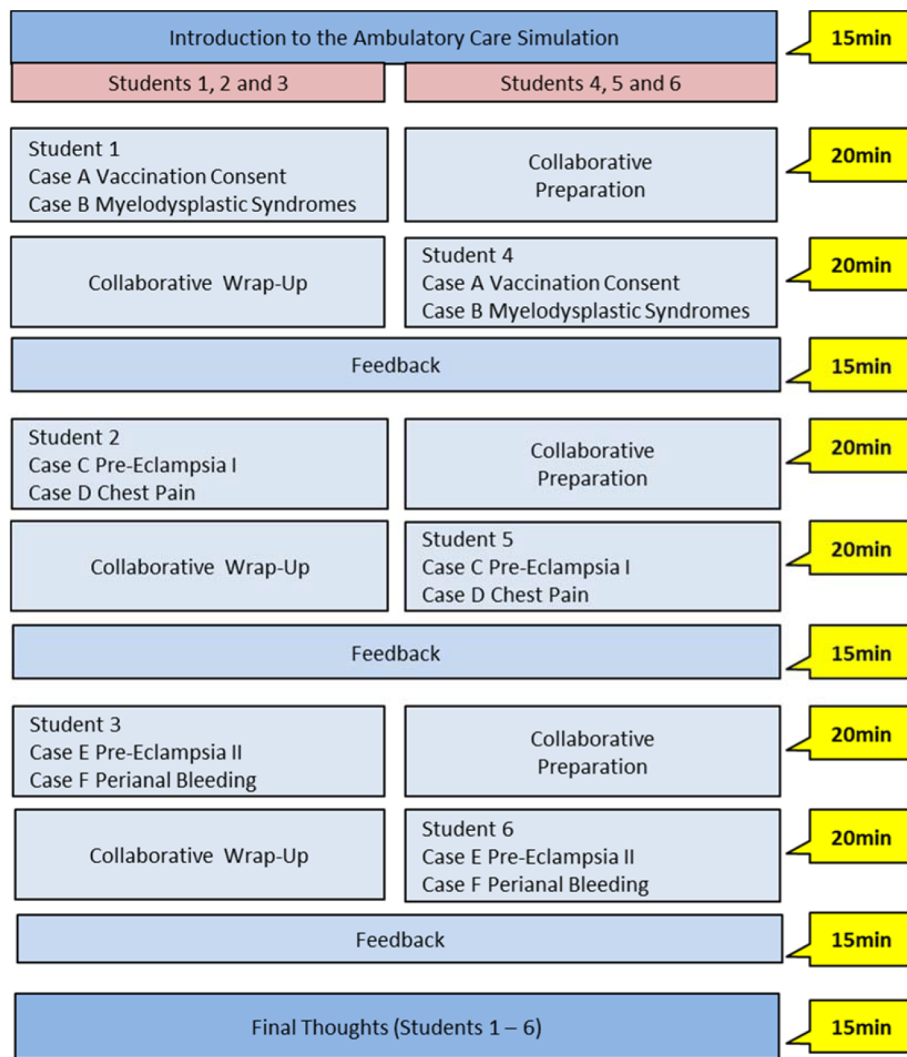 Introduction to the Ambulatory Care Simulation
15min
Students 1, 2 and 3
Students 4, 5 and 6
Student 1
Case A Vaccination Consent
Case B Myelodysplastic Syndromes
Collaborative
Preparation
20min
Collaborative Wrap-Up
Student 4
Case A Vaccination Consent
Case B Myelodysplastic Syndromes
20min
Feedback
15min
Student 2
Case C Pre-Eclampsia I
Case D Chest Pain
Collaborative
Preparation
20min
Collaborative Wrap-Up
Student 5
Case C Pre-Eclampsia I
Case D Chest Pain
20min
Feedback
15min
Student 3
Case E Pre-Eclampsia II
Case F Perianal Bleeding
Collaborative
Preparation
20min
Collaborative Wrap-Up
Student 6
Case E Pre-Eclampsia II
Case F Perianal Bleeding
20min
Feedback
15min
Final Thoughts (Students 1 – 6)
15min